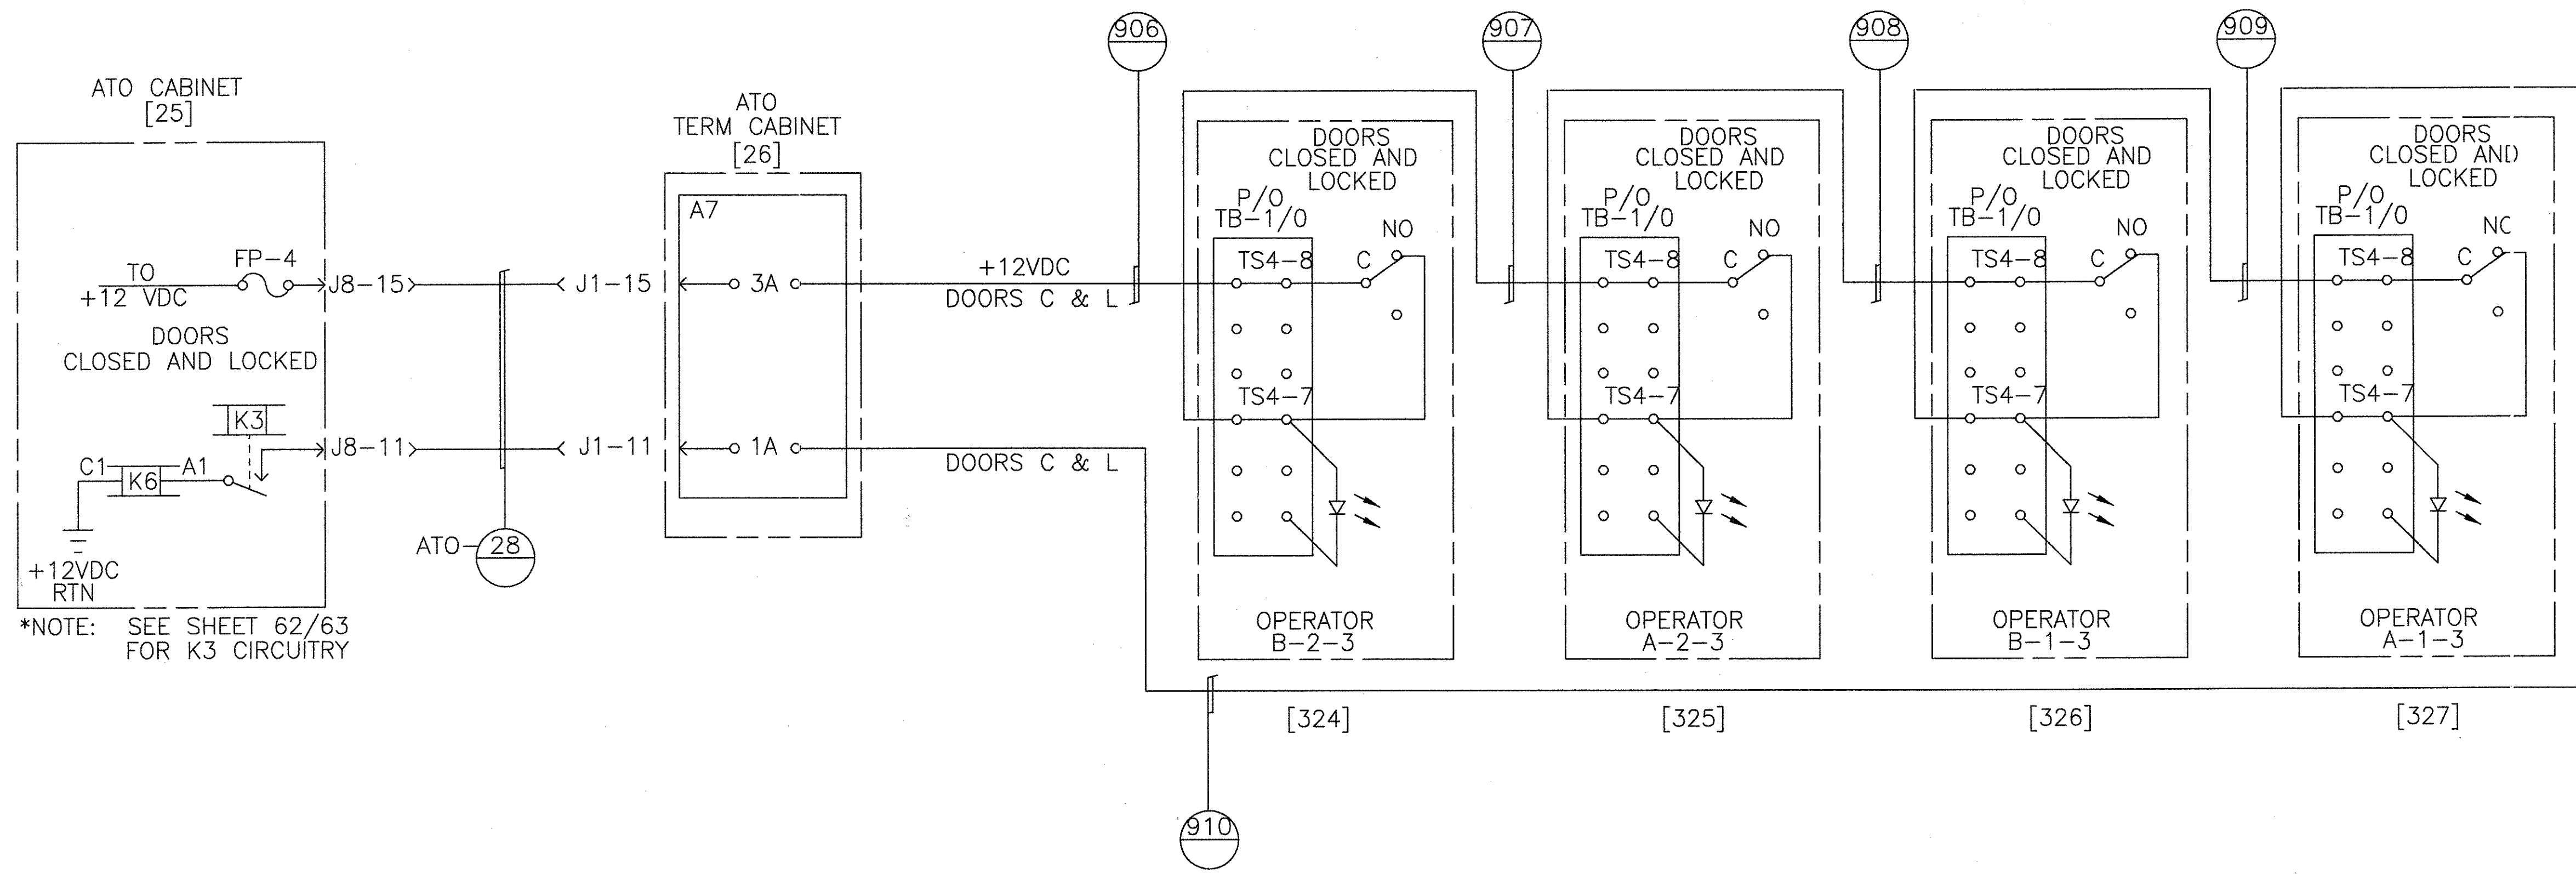 ATO CABINET
[25]
TO
+12 VDC
FP-4
J8-15
DOORS
CLOSED AND LOCKED
K3
J8-11
C1
K6
A1
+12VDC
RTN
*NOTE: SEE SHEET 62/63
FOR K3 CIRCUITRY
ATO-28
J1-15
J1-11
ATO
TERM CABINET
[26]
A7
3A
1A
+12VDC
DOORS C & L
DOORS C & L
906
907
908
909
DOORS
CLOSED AND
LOCKED
P/O
TB-1/0
NO
TS4-8
C
TS4-7
OPERATOR
B-2-3
[324]
DOORS
CLOSED AND
LOCKED
P/O
TB-1/0
NO
TS4-8
C
TS4-7
OPERATOR
A-2-3
[325]
DOORS
CLOSED AND
LOCKED
P/O
TB-1/0
NO
TS4-8
C
TS4-7
OPERATOR
B-1-3
[326]
DOORS
CLOSED AND
LOCKED
P/O
TB-1/0
NO
TS4-8
C
TS4-7
OPERATOR
A-1-3
[327]
910